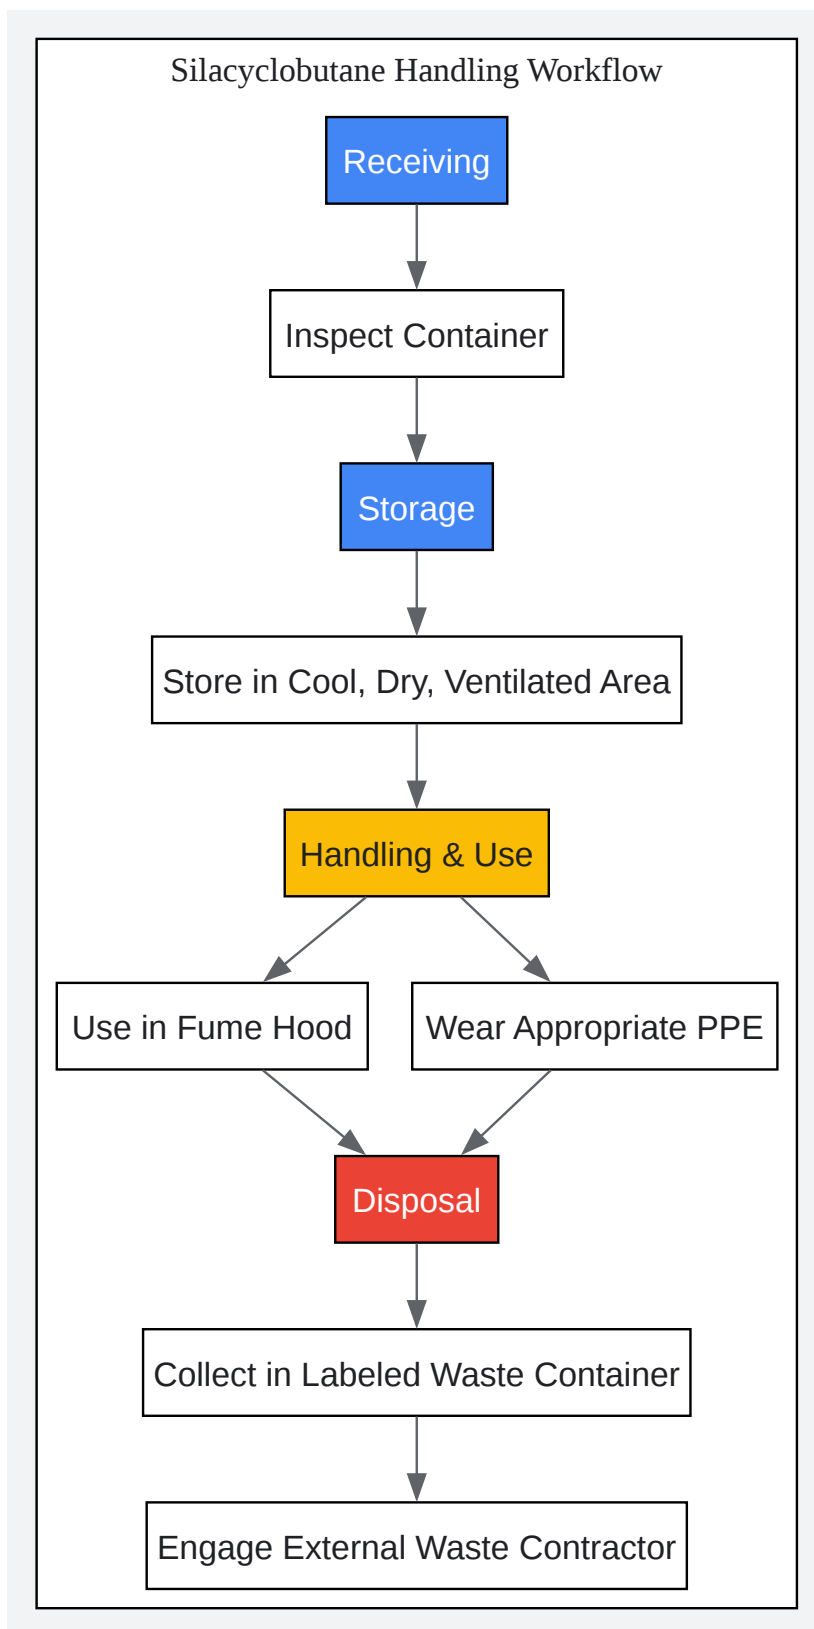 Silacyclobutane Handling Workflow
Receiving
Inspect Container
Storage
Store in Cool, Dry, Ventilated Area
Handling & Use
Use in Fume Hood
Wear Appropriate PPE
Disposal
Collect in Labeled Waste Container
Engage External Waste Contractor